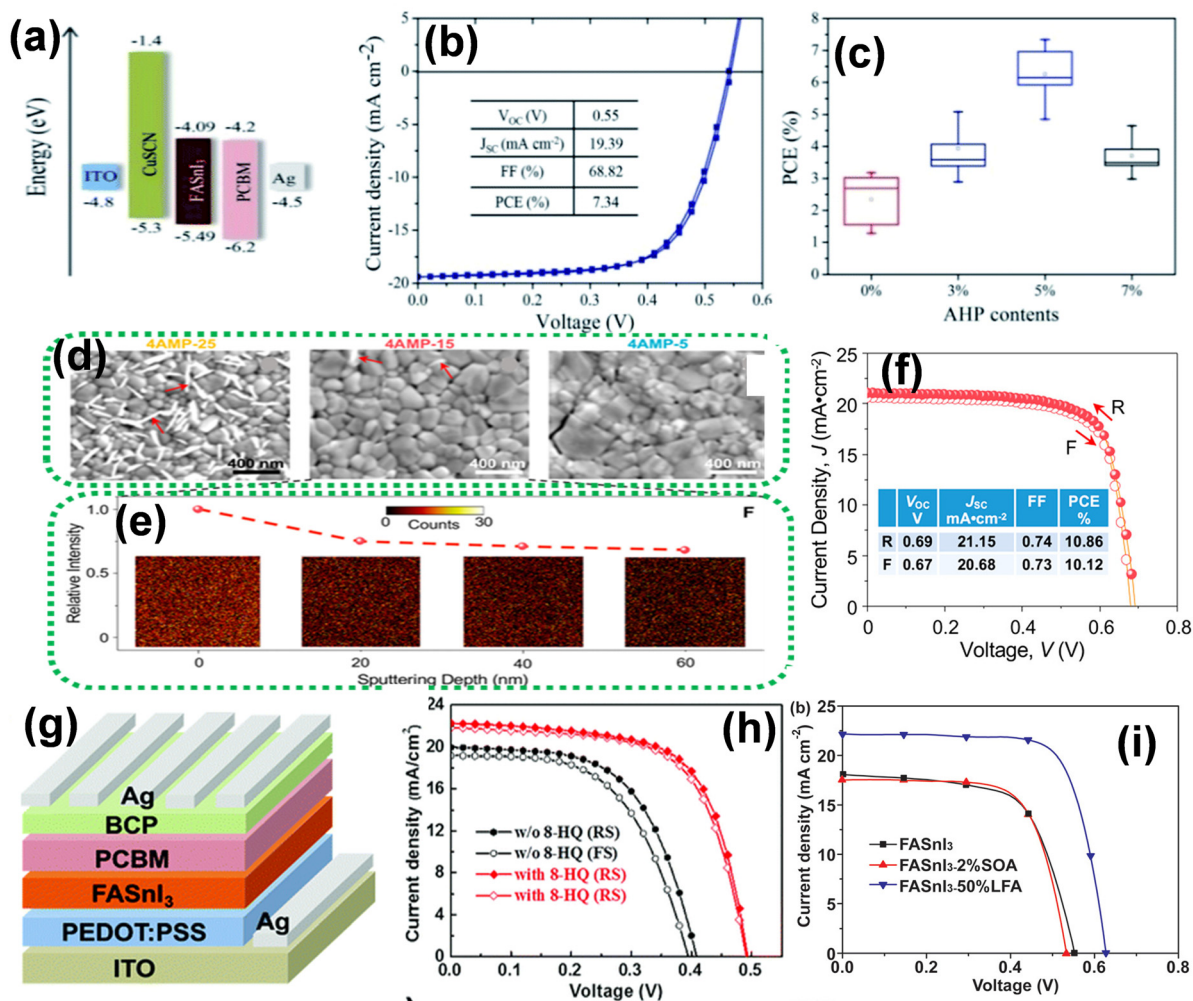 (a)
Energy (eV)
-1.4
-4.09
-4.2
ITO
CuSCN
FASnI₃
PCBM
Ag
-4.8
-5.3
-5.49
-6.2
-4.5
(b)
Current density (mA cm⁻²)
5
0
-5
-10
-15
-20
V_OC (V) 0.55
J_SC (mA cm⁻²) 19.39
FF (%) 68.82
PCE (%) 7.34
0.0 0.1 0.2 0.3 0.4 0.5 0.6
Voltage (V)
(c)
PCE (%)
8
7
6
5
4
3
2
1
0
0% 3% 5% 7%
AHP contents
(d)
4AMP-25 4AMP-15 4AMP-5
400 nm 400 nm 400 nm
(e)
Counts
0 30
F
Relative Intensity
1.0
0.5
0
0 20 40 60
Sputtering Depth (nm)
(f)
Current Density, J (mA•cm⁻²)
25
20
15
10
5
0
R
F
V_OC V J_SC mA•cm⁻² FF PCE %
R 0.69 21.15 0.74 10.86
F 0.67 20.68 0.73 10.12
0 0.2 0.4 0.6 0.8
Voltage, V (V)
(g)
Ag
BCP
PCBM
FASnI₃
PEDOT:PSS
Ag
ITO
(h)
Current density (mA/cm²)
24
20
16
12
8
4
0
w/o 8-HQ (RS)
w/o 8-HQ (FS)
with 8-HQ (RS)
with 8-HQ (RS)
0.0 0.1 0.2 0.3 0.4 0.5
Voltage (V)
(b)
(i)
Current density (mA cm⁻²)
25
20
15
10
5
0
FASnI₃
FASnI₃-2%SOA
FASnI₃-50%LFA
0.0 0.2 0.4 0.6 0.8
Voltage (V)